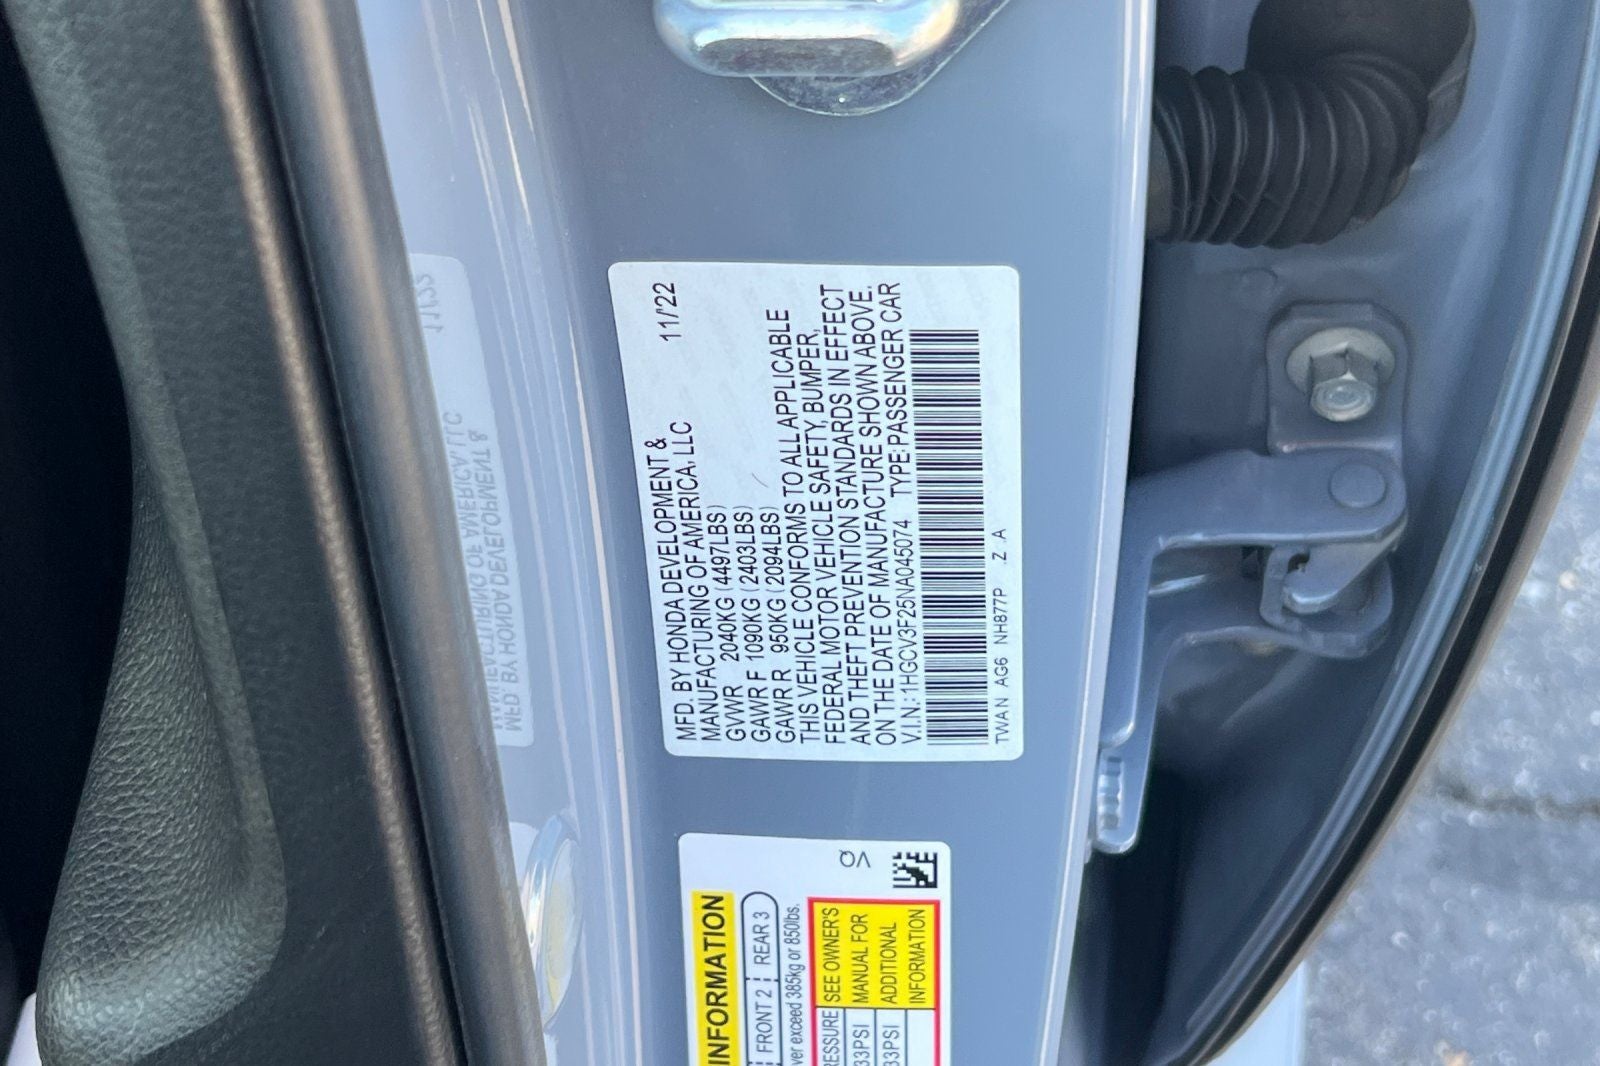 11/22
MFD. BY HONDA DEVELOPMENT &
MANUFACTURING OF AMERICA, LLC
GVWR 2040KG (4497LBS)
GAWR F 1090KG (2403LBS)
GAWR R 950KG (2094LBS)
THIS VEHICLE CONFORMS TO ALL APPLICABLE
FEDERAL MOTOR VEHICLE SAFETY, BUMPER,
AND THEFT PREVENTION STANDARDS IN EFFECT
ON THE DATE OF MANUFACTURE SHOWN ABOVE.
V.I.N.:1HGCV3F25NA045074 TYPE:PASSENGER CAR
TWAN AG6 NH877P Z A
VQ
INFORMATION
FRONT 2 REAR 3
ver exceed 385kg or 850lbs.
RESSURE
33PSI
33PSI
SEE OWNER'S
MANUAL FOR
ADDITIONAL
INFORMATION